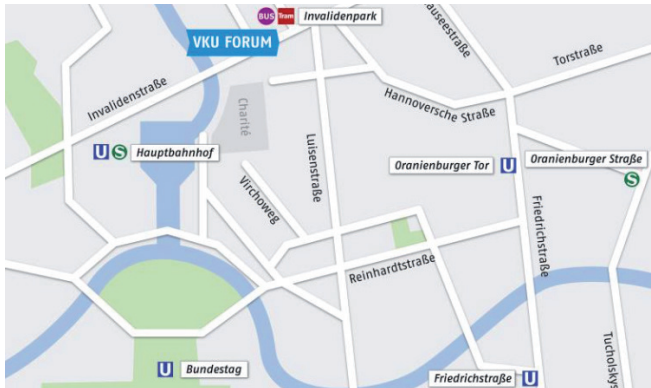 BUS Tram Invalidenpark
VKU FORUM
Invalidenstraße
Charité
U S Hauptbahnhof
Virchoweg
Luisenstraße
Hannoversche Straße
Torstraße
Oranienburger Tor U
Oranienburger Straße
S
Friedrichstraße
Reinhardtstraße
U Bundestag
Friedrichstraße U